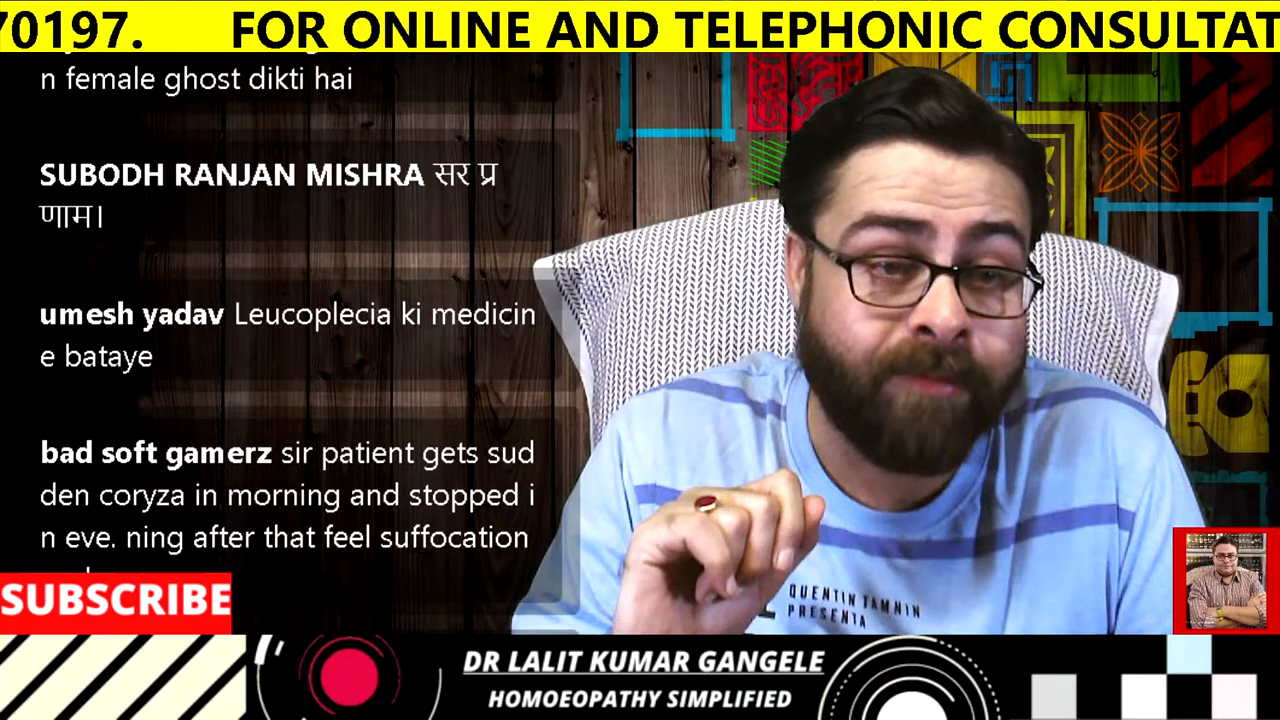 70197. FOR ONLINE AND TELEPHONIC CONSULTAT
n female ghost dikti hai
SUBODH RANJAN MISHRA सर प्र
णाम।
umesh yadav Leucoplecia ki medicin
e bataye
bad soft gamerz sir patient gets sud
den coryza in morning and stopped i
n eve. ning after that feel suffocation
SUBSCRIBE
QUENTIN TAMNIN
PRESENTA
DR LALIT KUMAR GANGELE
HOMOEOPATHY SIMPLIFIED